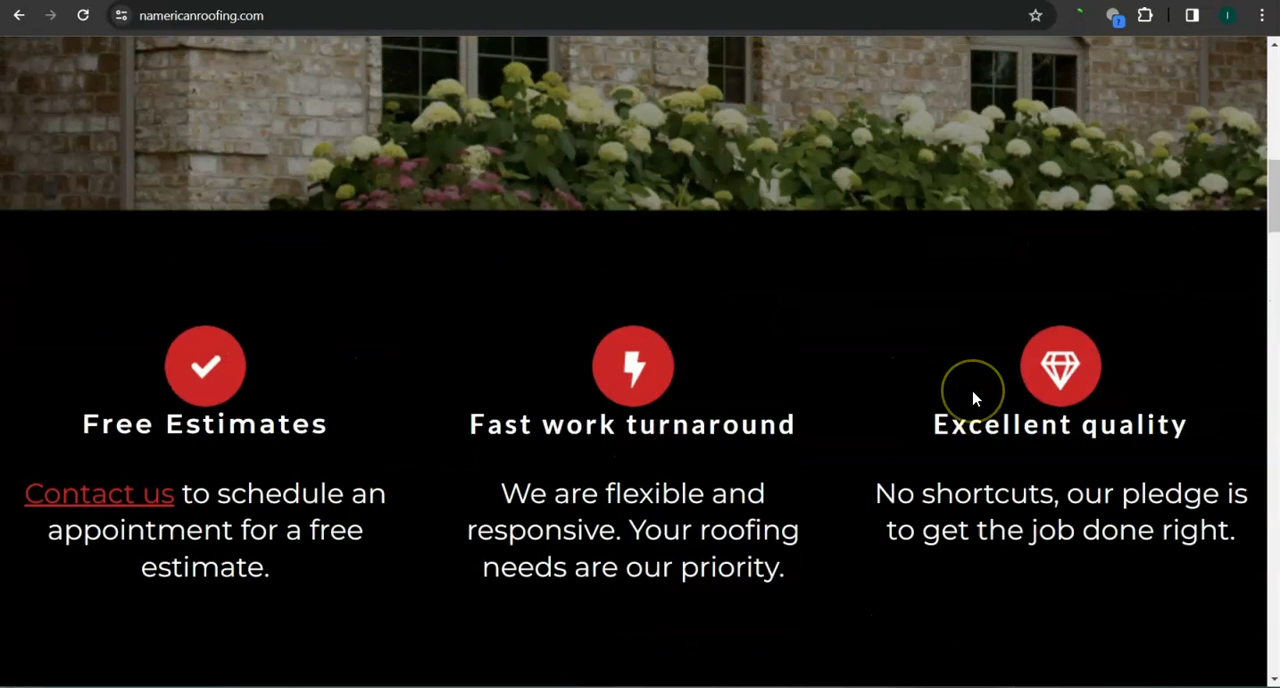 namericanroofing.com
Free Estimates
Fast work turnaround
Excellent quality
Contact us to schedule an
appointment for a free
estimate.
We are flexible and
responsive. Your roofing
needs are our priority.
No shortcuts, our pledge is
to get the job done right.